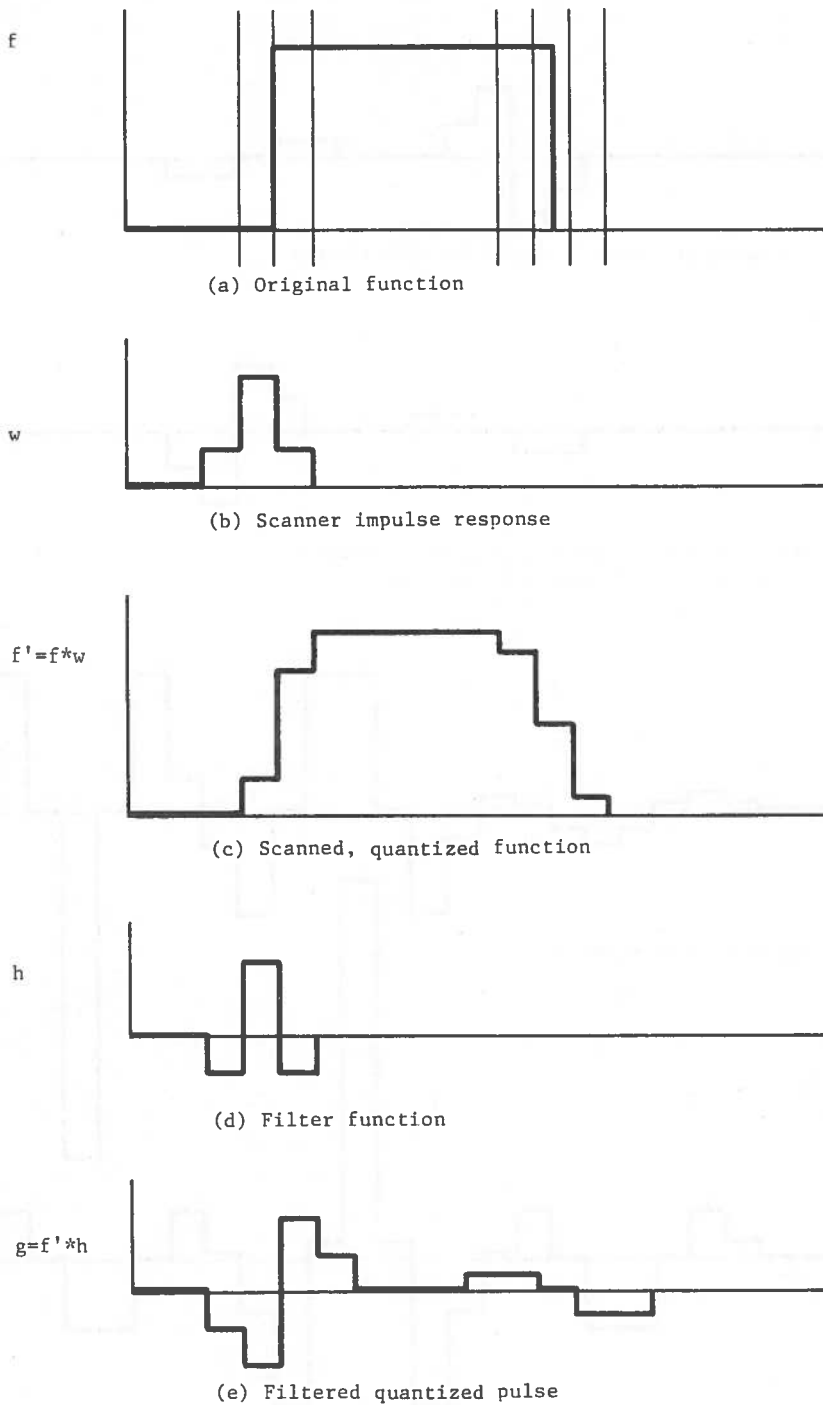 f
(a) Original function
w
(b) Scanner impulse response
f'=f*w
(c) Scanned, quantized function
h
(d) Filter function
g=f'*h
(e) Filtered quantized pulse